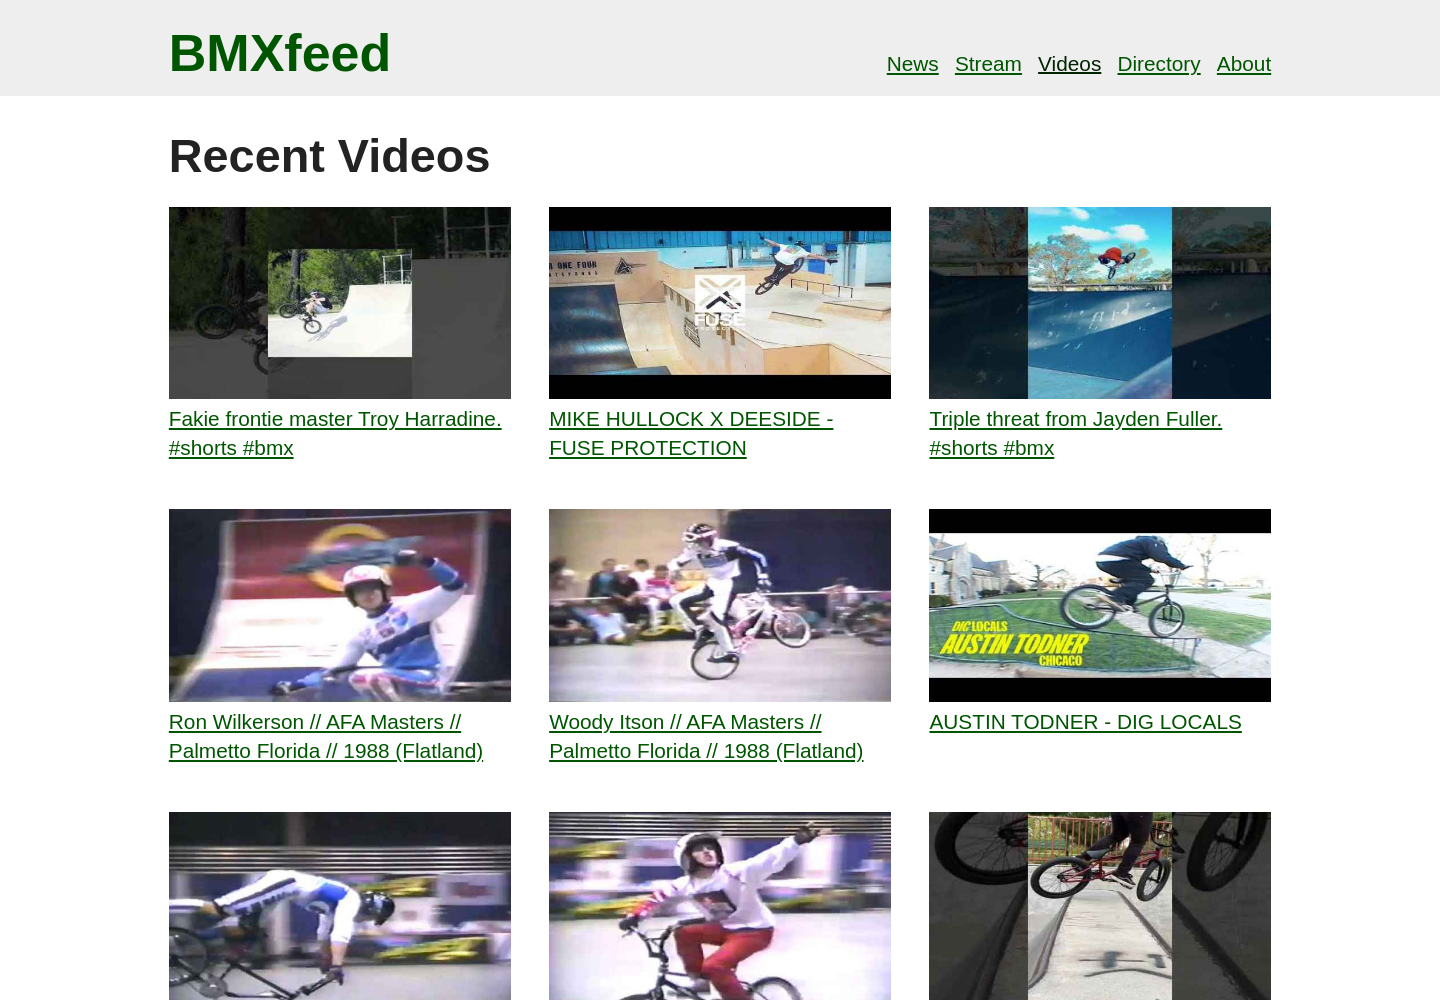 BMXfeed
News Stream Videos Directory About
Recent Videos
FUSE
PROTECTION
Fakie frontie master Troy Harradine.
#shorts #bmx
MIKE HULLOCK X DEESIDE -
FUSE PROTECTION
Triple threat from Jayden Fuller.
#shorts #bmx
DIG LOCALS
AUSTIN TODNER
CHICAGO
Ron Wilkerson // AFA Masters //
Palmetto Florida // 1988 (Flatland)
Woody Itson // AFA Masters //
Palmetto Florida // 1988 (Flatland)
AUSTIN TODNER - DIG LOCALS